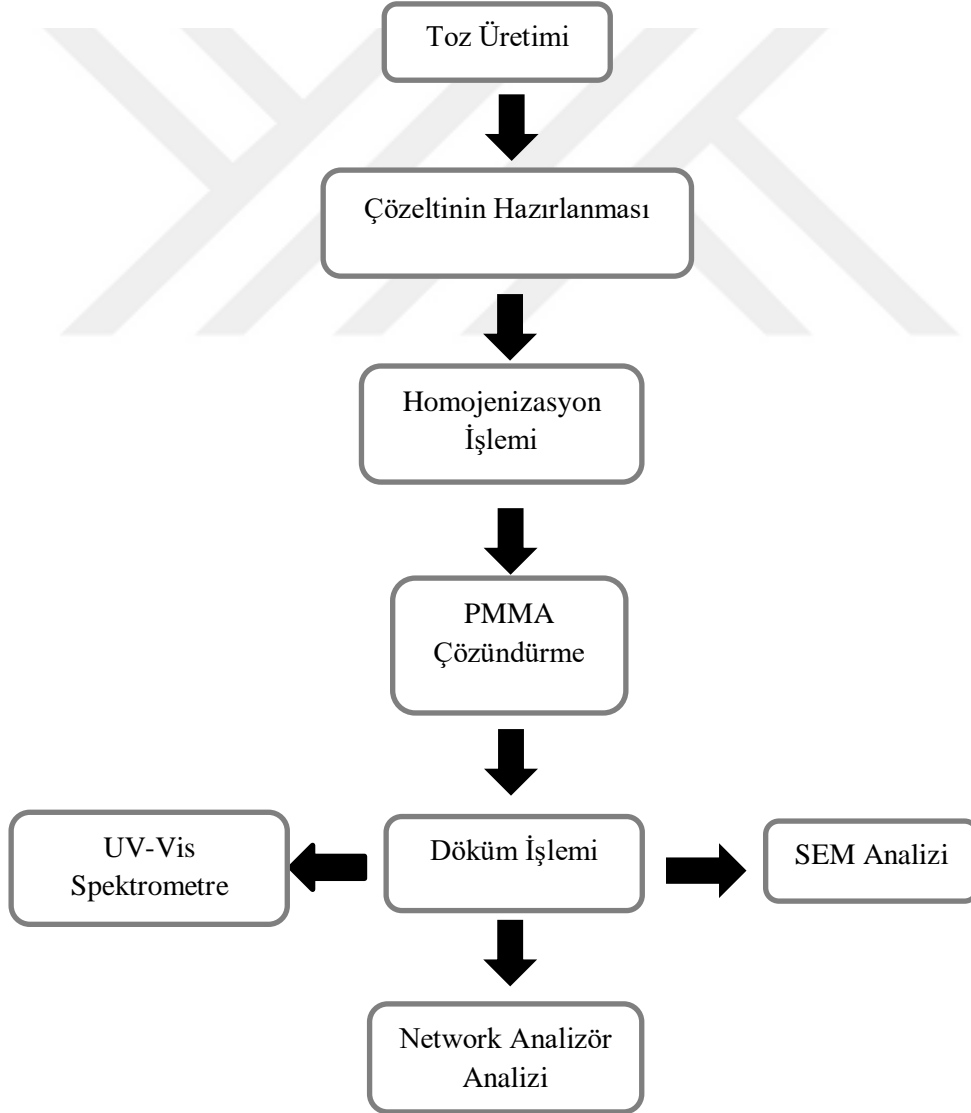 Toz Üretimi
Çözeltinin Hazırlanması
Homojenizasyon
İşlemi
PMMA
Çözündürme
UV-Vis
Spektrometre
Döküm İşlemi
SEM Analizi
Network Analizör
Analizi